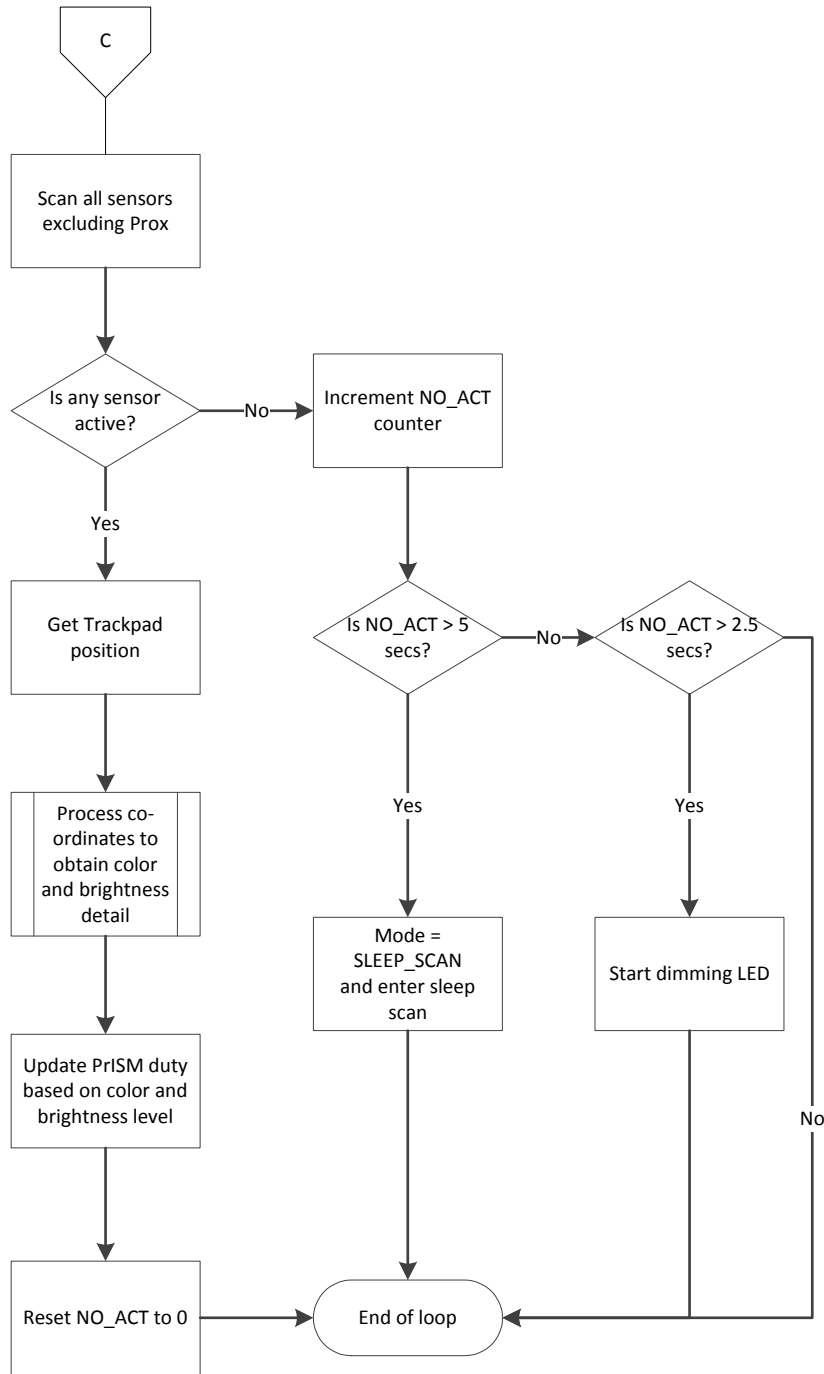 C
Scan all sensors
excluding Prox
Is any sensor
active?
No
Increment NO_ACT
counter
Yes
Get Trackpad
position
Is NO_ACT > 5
secs?
No
Is NO_ACT > 2.5
secs?
Process co-
ordinates to
obtain color
and brightness
detail
Yes
Yes
Mode =
SLEEP_SCAN
and enter sleep
scan
Start dimming LED
Update PrISM duty
based on color and
brightness level
No
Reset NO_ACT to 0
End of loop